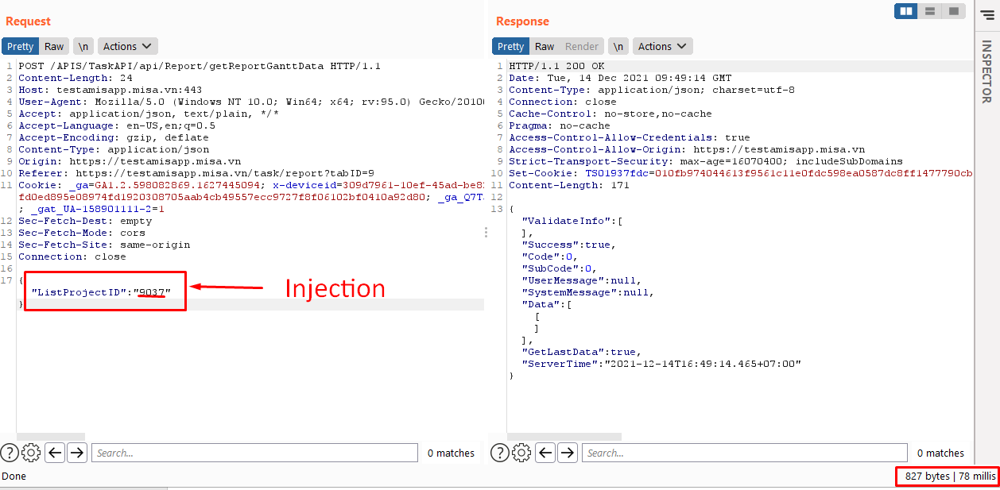 Request
Pretty Raw \n Actions
1 POST /APIS/TaskAPI/api/Report/getReportGanttData HTTP/1.1
2 Content-Length: 24
3 Host: testamisapp.misa.vn:443
4 User-Agent: Mozilla/5.0 (Windows NT 10.0; Win64; x64; rv:95.0) Gecko/2010
5 Accept: application/json, text/plain, */*
6 Accept-Language: en-US,en;q=0.5
7 Accept-Encoding: gzip, deflate
8 Content-Type: application/json
9 Origin: https://testamisapp.misa.vn
10 Referer: https://testamisapp.misa.vn/task/report?tabID=9
11 Cookie: _ga=GA1.2.598082869.1627445094; x-deviceid=309d7961-10ef-45ad-be8
fd0ed895e08974fd1920308705aab4cb49557ecc9727f8f06102bf0410a92d80; _ga_Q7T
; _gat_UA-158901111-2=1
12 Sec-Fetch-Dest: empty
13 Sec-Fetch-Mode: cors
14 Sec-Fetch-Site: same-origin
15 Connection: close
16
17 {
"ListProjectID":"9037"
}
Injection
Search...
0 matches
Response
Pretty Raw Render \n Actions
1 HTTP/1.1 200 OK
2 Date: Tue, 14 Dec 2021 09:49:14 GMT
3 Content-Type: application/json; charset=utf-8
4 Connection: close
5 Cache-Control: no-store,no-cache
6 Pragma: no-cache
7 Access-Control-Allow-Credentials: true
8 Access-Control-Allow-Origin: https://testamisapp.misa.vn
9 Strict-Transport-Security: max-age=16070400; includeSubDomains
10 Set-Cookie: TS01937fdc=010fb974044613f9561c11e0fdc598ea0587dc8ff1477790cb
11 Content-Length: 171
12
13 {
"ValidateInfo":[
],
"Success":true,
"Code":0,
"SubCode":0,
"UserMessage":null,
"SystemMessage":null,
"Data":[
[
]
],
"GetLastData":true,
"ServerTime":"2021-12-14T16:49:14.465+07:00"
}
Search...
0 matches
INSPECTOR
Done
827 bytes | 78 millis